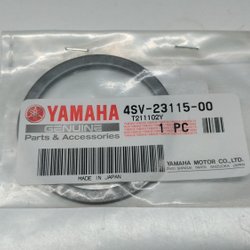 YAMAHA
GENUINE
Parts & Accessories
4SV-23115-00
T211102Y
1 PC
YAMAHA MOTOR CO., LTD.
MADE IN JAPAN